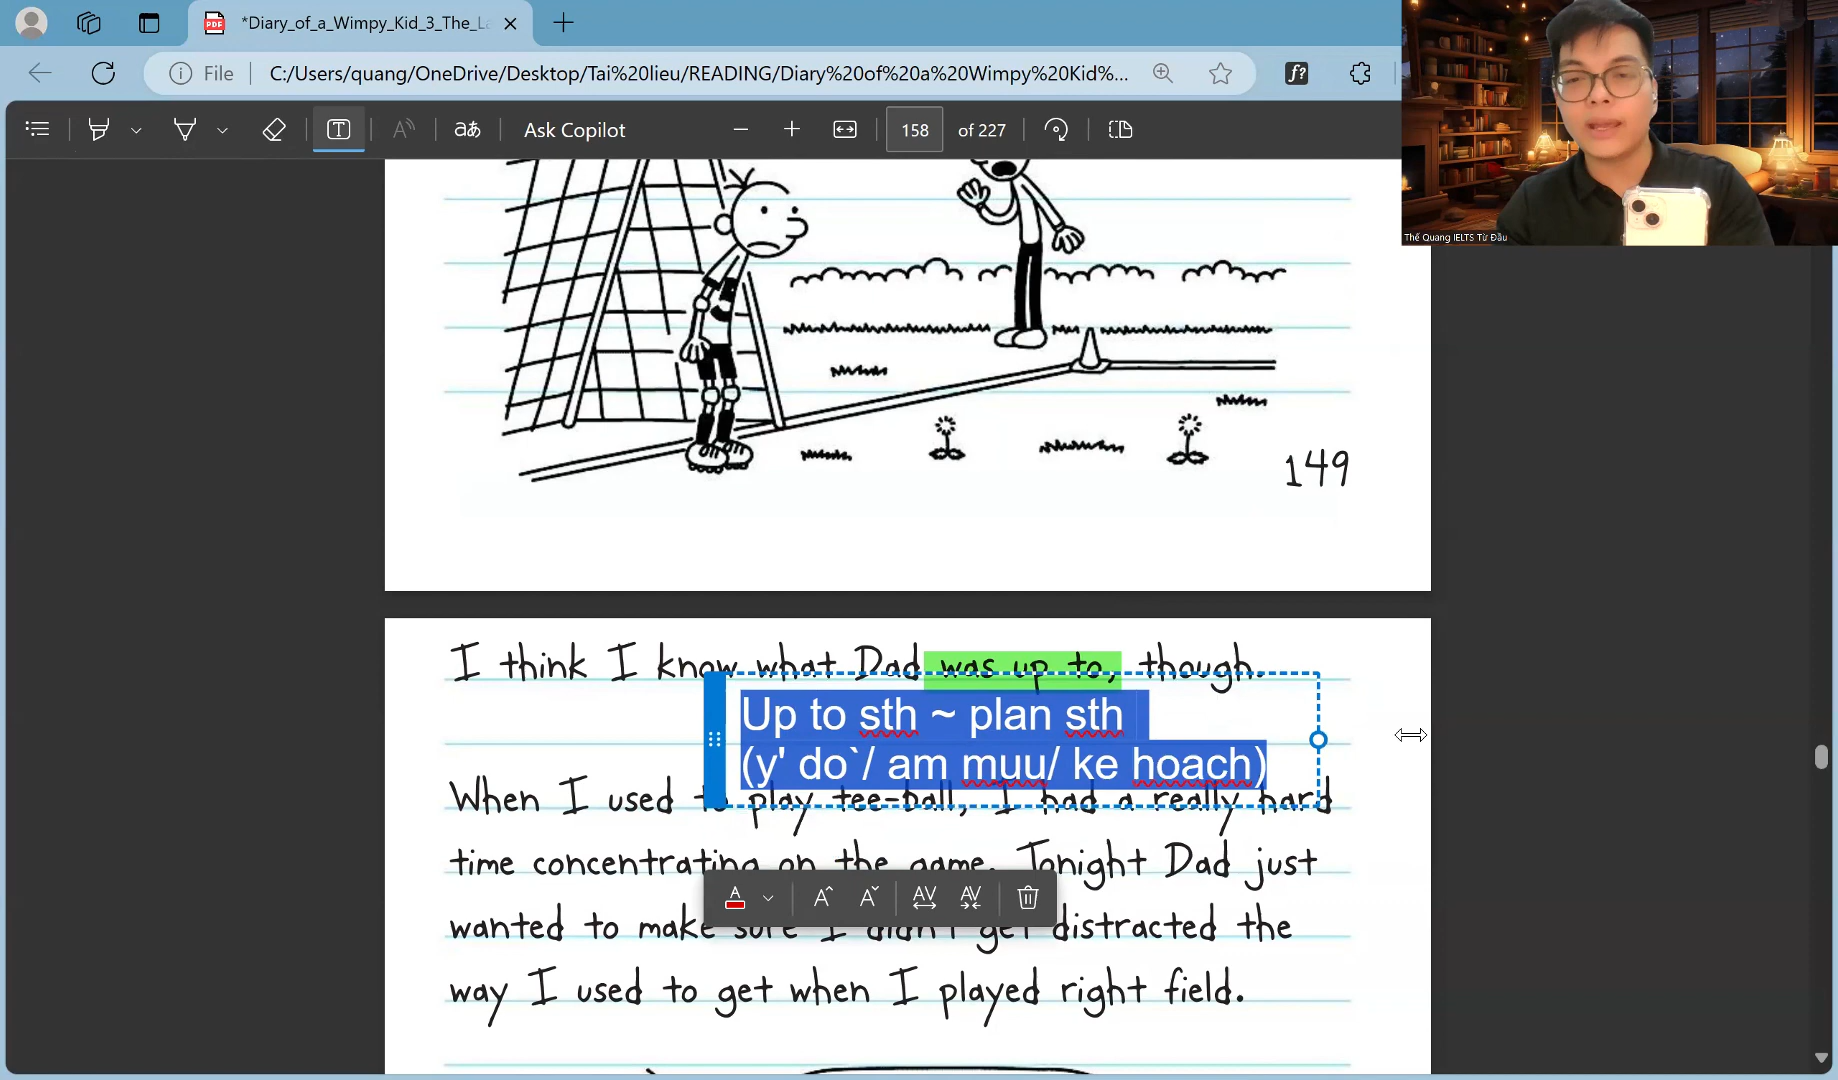 *Diary_of_a_Wimpy_Kid_3_The_La
File
C:/Users/quang/OneDrive/Desktop/Tai%20lieu/READING/Diary%20of%20a%20Wimpy%20Kid%...
Ask Copilot
158 of 227
Thế Quang IELTS Từ Đầu
149
I think I know what Dad was up to, though.
Up to sth ~ plan sth
(y' do`/ am muu/ ke hoach)
When I used to play tee-ball, I had a really hard
time concentrating on the game. Tonight Dad just
wanted to make sure I didn't get distracted the
way I used to get when I played right field.